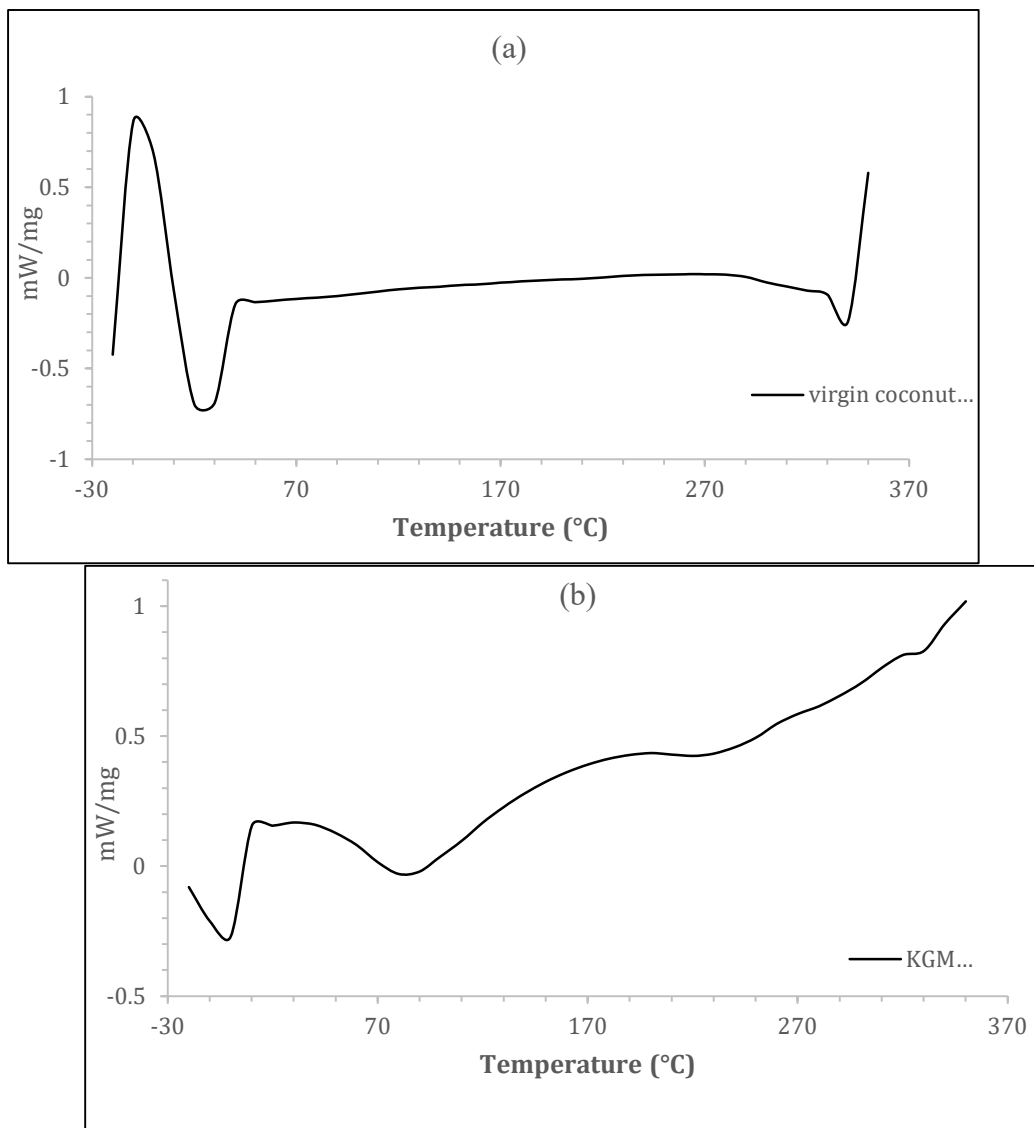 (a)
1
0.5
0
-0.5
-1
mW/mg
virgin coconut...
-30 70 170 270 370
Temperature (°C)
(b)
1
0.5
0
-0.5
mW/mg
KGM...
-30 70 170 270 370
Temperature (°C)